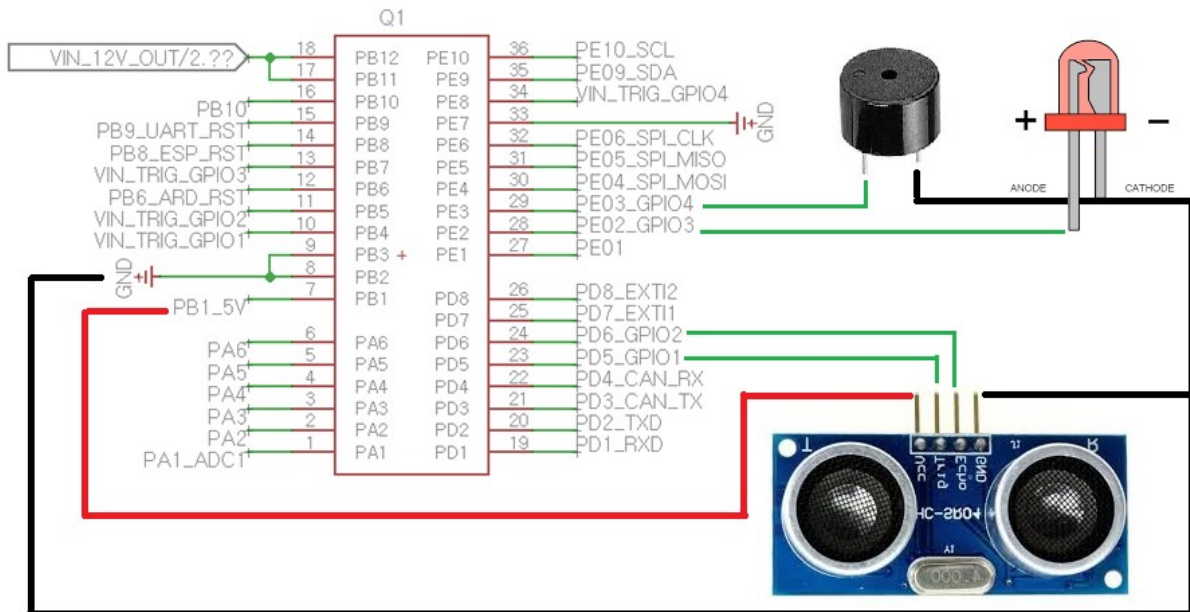 Q1
VIN_12V_OUT/2.??
18 PB12 PE10 36 PE10_SCL
17 PB11 PE9 35 PE09_SDA
PB10 16 PB10 PE8 34 VIN_TRIG_GPIO4
PB9_UART_RST 15 PB9 PE7 33 GND
PB8_ESP_RST 14 PB8 PE6 32 PE06_SPI_CLK
VIN_TRIG_GPIO3 13 PB7 PE5 31 PE05_SPI_MISO
PB6_ARD_RST 12 PB6 PE4 30 PE04_SPI_MOSI
VIN_TRIG_GPIO2 11 PB5 PE3 29 PE03_GPIO4
VIN_TRIG_GPIO1 10 PB4 PE2 28 PE02_GPIO3
9 PB3 + PE1 27 PE01
GND 8 PB2
PB1_5V 7 PB1 PD8 26 PD8_EXTI2
PD7 25 PD7_EXTI1
PA6 6 PA6 PD6 24 PD6_GPIO2
PA5 5 PA5 PD5 23 PD5_GPIO1
PA4 4 PA4 PD4 22 PD4_CAN_RX
PA3 3 PA3 PD3 21 PD3_CAN_TX
PA2 2 PA2 PD2 20 PD2_TXD
PA1_ADC1 1 PA1 PD1 19 PD1_RXD
+ −
ANODE CATHODE
T R
J1
Vcc Trig Echo GND
HC-SR04
Y1
4.000